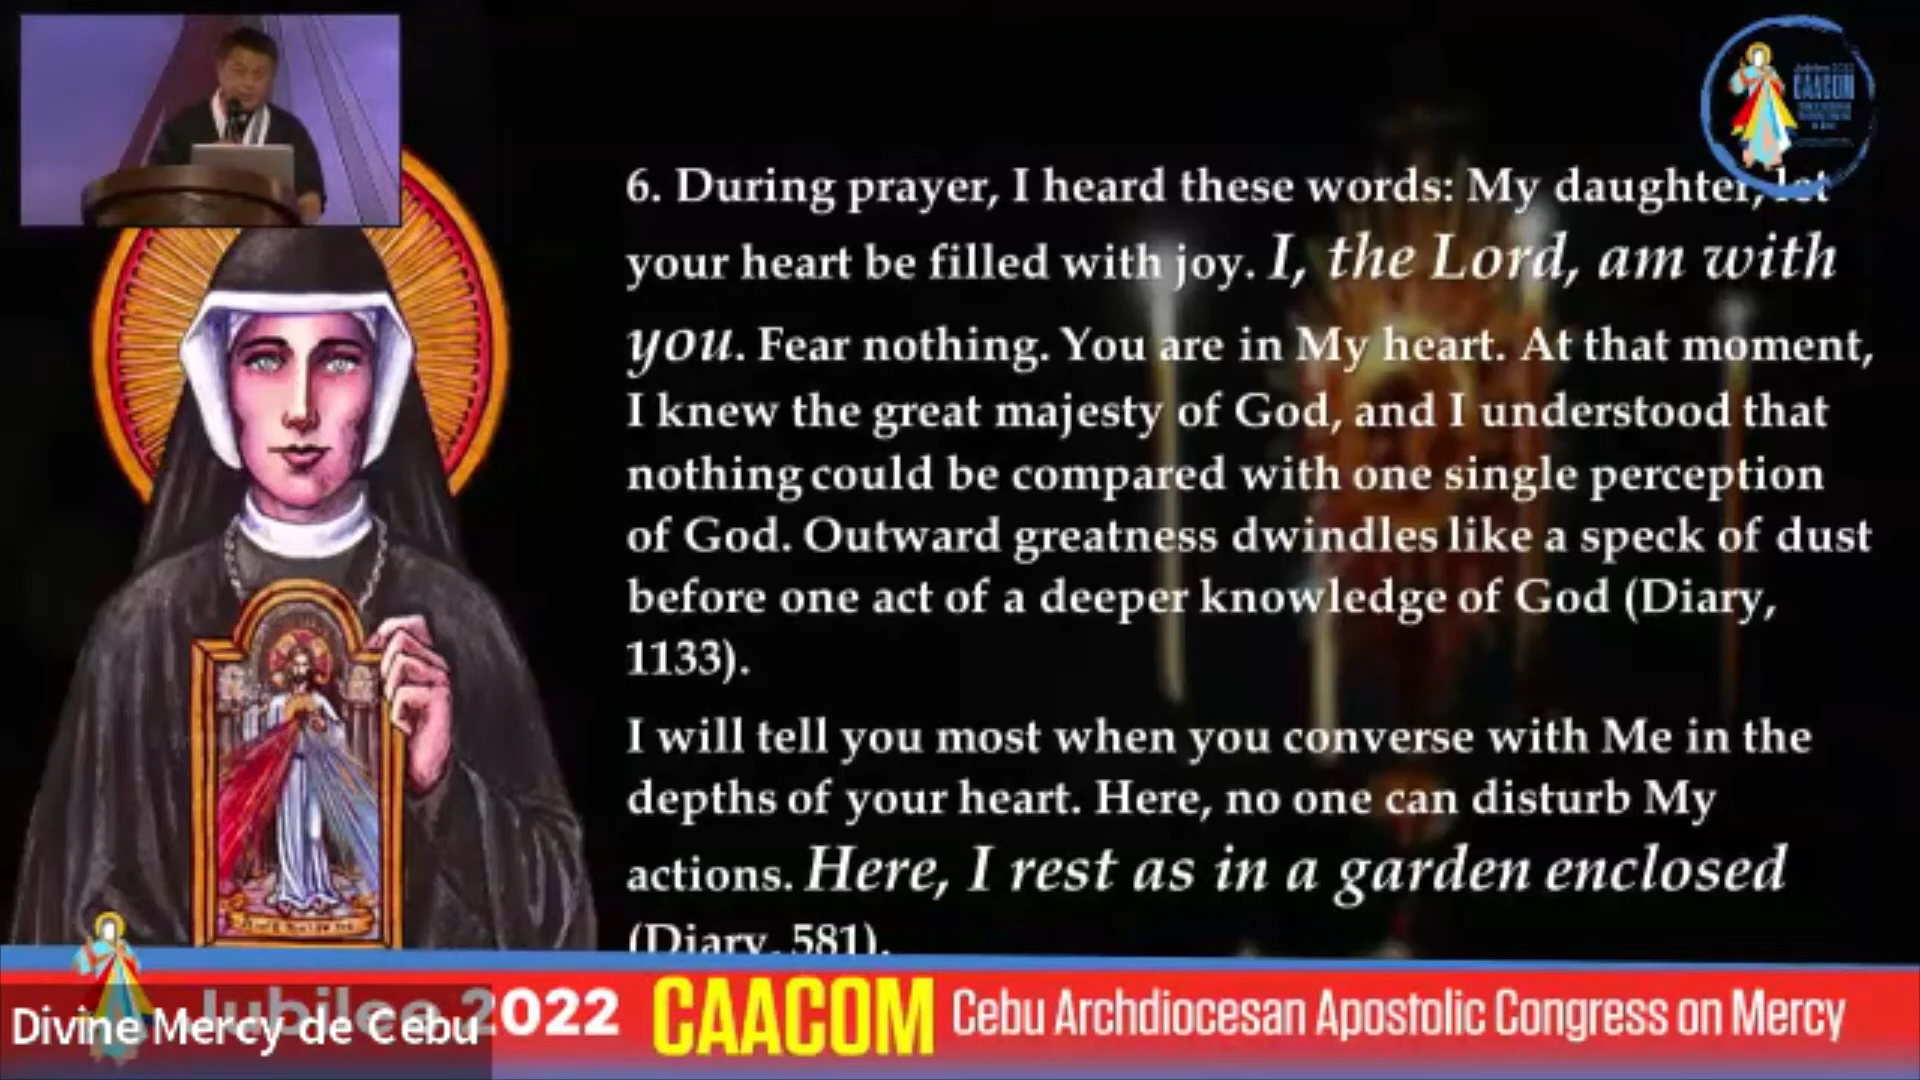 CAACOM
6. During prayer, I heard these words: My daughter, let
your heart be filled with joy. I, the Lord, am with
you. Fear nothing. You are in My heart. At that moment,
I knew the great majesty of God, and I understood that
nothing could be compared with one single perception
of God. Outward greatness dwindles like a speck of dust
before one act of a deeper knowledge of God (Diary,
1133).
I will tell you most when you converse with Me in the
depths of your heart. Here, no one can disturb My
actions. Here, I rest as in a garden enclosed
(Diary, 581).
Jubilee 2022 CAACOM Cebu Archdiocesan Apostolic Congress on Mercy
Divine Mercy de Cebu